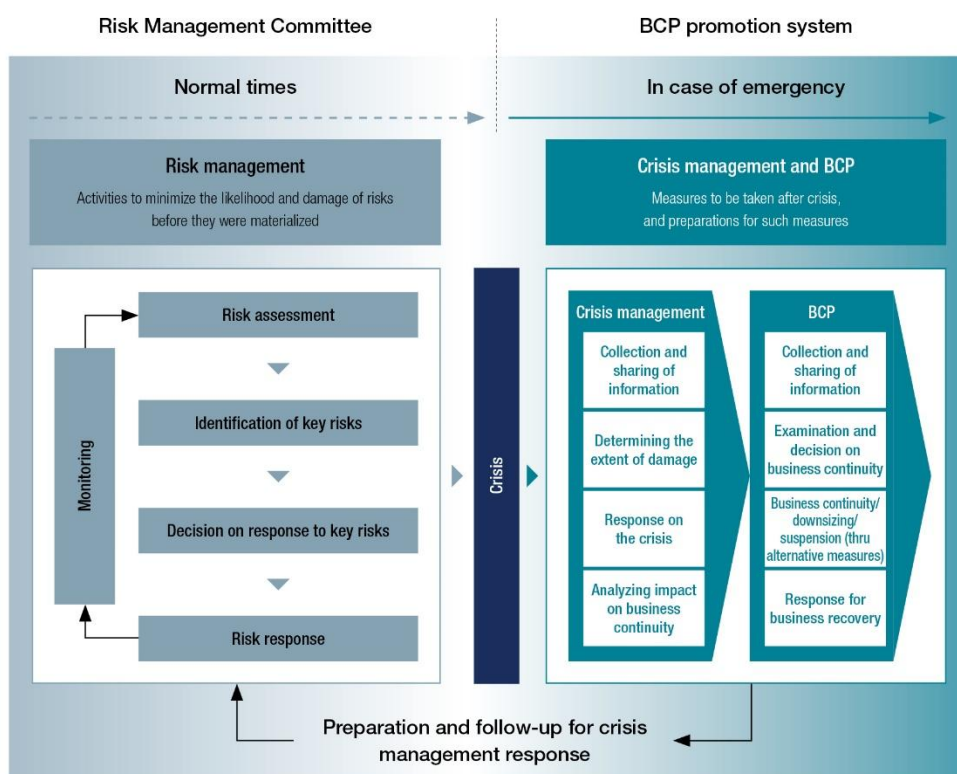 Risk Management Committee
BCP promotion system
Normal times
In case of emergency
Risk management
Activities to minimize the likelihood and damage of risks
before they were materialized
Crisis management and BCP
Measures to be taken after crisis,
and preparations for such measures
Monitoring
Risk assessment
Identification of key risks
Decision on response to key risks
Risk response
Crisis
Crisis management
Collection and
sharing of
information
Determining the
extent of damage
Response on
the crisis
Analyzing impact
on business
continuity
BCP
Collection and
sharing of
information
Examination and
decision on
business continuity
Business continuity/
downsizing/
suspension (thru
alternative measures)
Response for
business recovery
Preparation and follow-up for crisis
management response